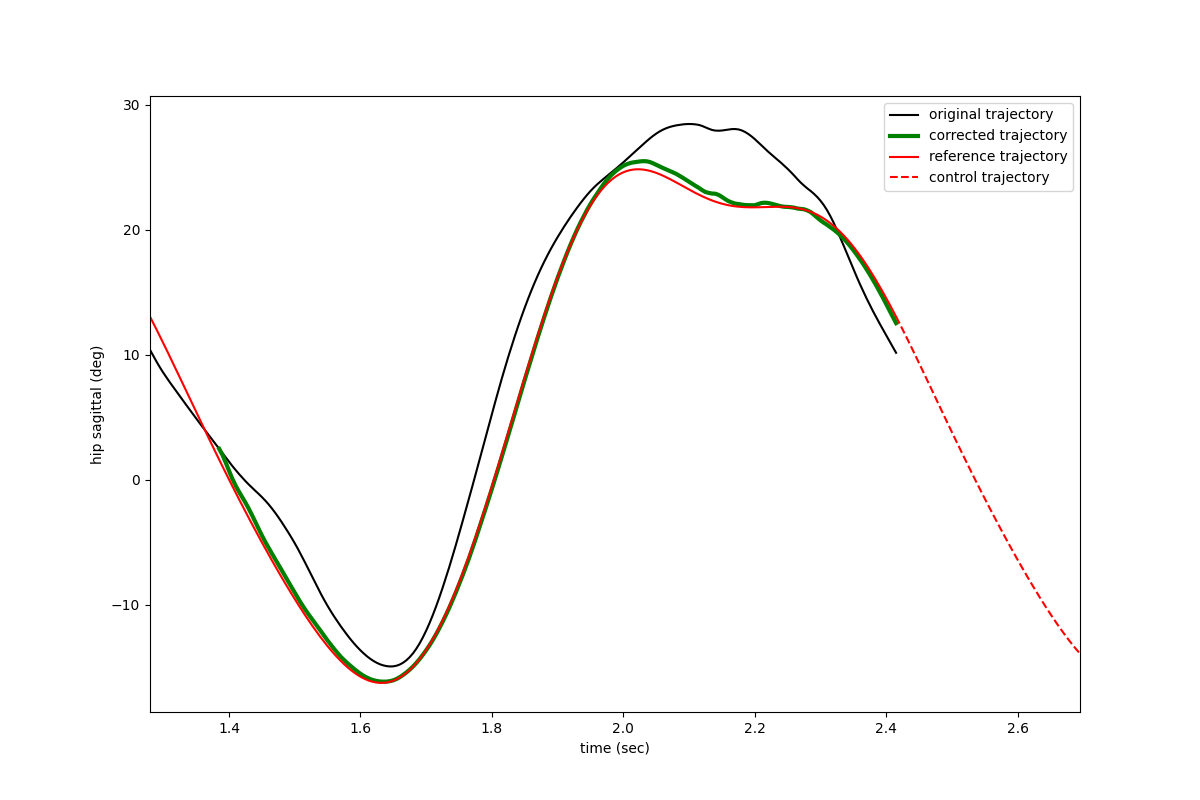 30
20
10
0
−10
hip sagittal (deg)
original trajectory
corrected trajectory
reference trajectory
control trajectory
1.4
1.6
1.8
2.0
2.2
2.4
2.6
time (sec)